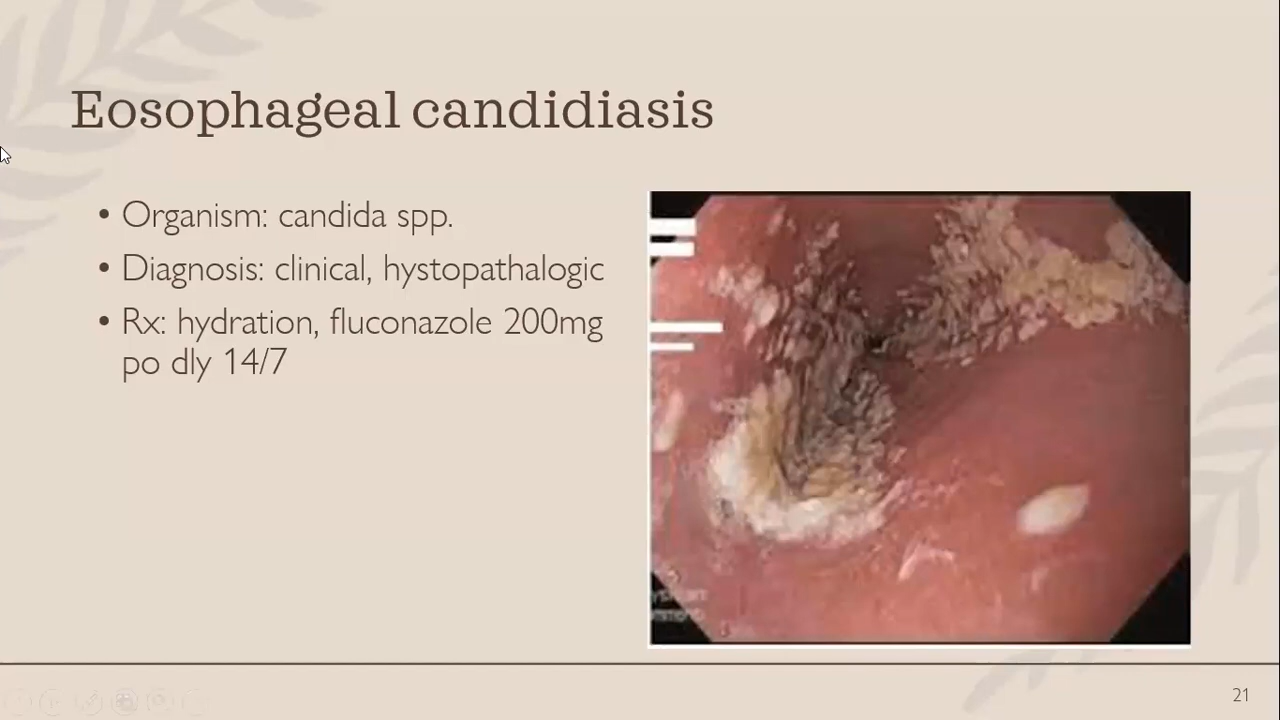 Eosophageal candidiasis
• Organism: candida spp.
• Diagnosis: clinical, hystopathalogic
• Rx: hydration, fluconazole 200mg
po dly 14/7
21